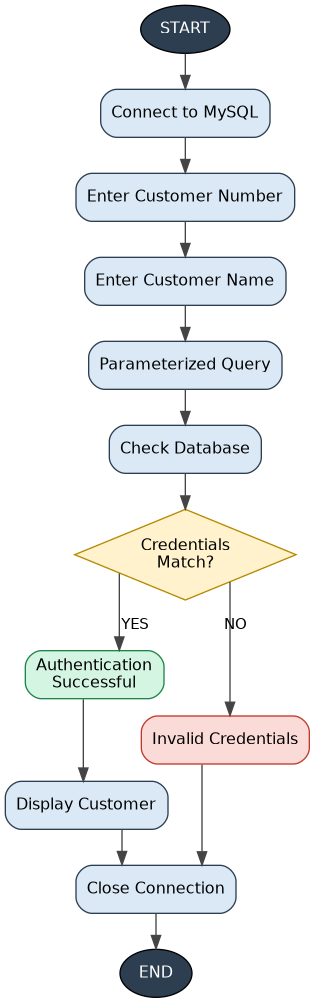 START
Connect to MySQL
Enter Customer Number
Enter Customer Name
Parameterized Query
Check Database
Credentials
Match?
YES
NO
Authentication
Successful
Invalid Credentials
Display Customer
Close Connection
END